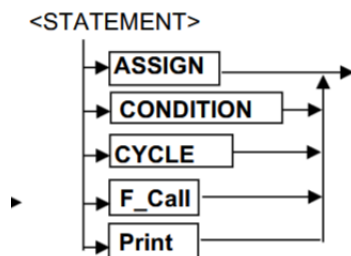 <STATEMENT>
ASSIGN
CONDITION
CYCLE
F_Call
Print